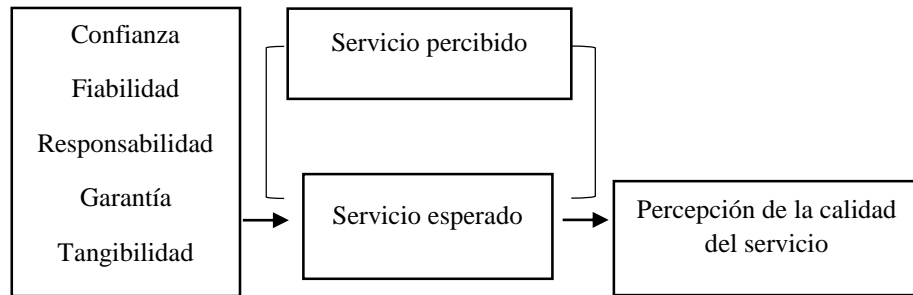 Confianza
Fiabilidad
Responsabilidad
Garantía
Tangibilidad
Servicio percibido
Servicio esperado
Percepción de la calidad
del servicio